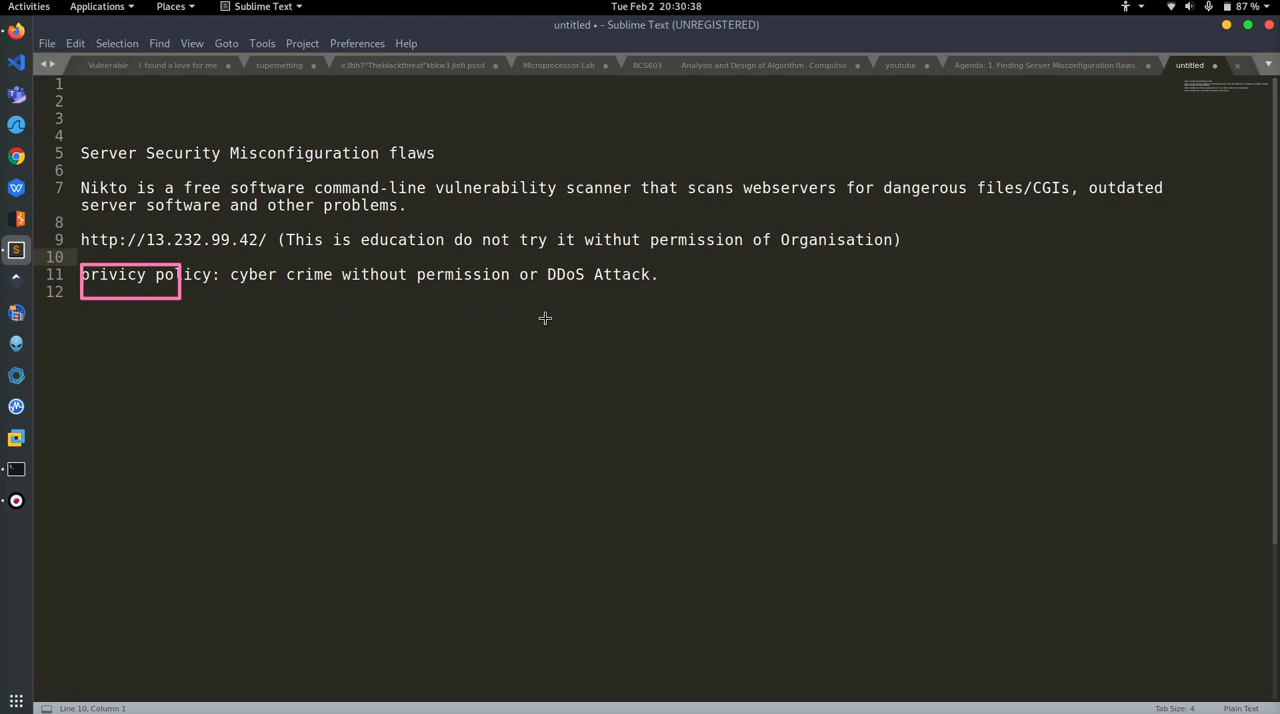 Activities Applications Places Sublime Text Tue Feb 2 20:30:38 87 %
untitled • - Sublime Text (UNREGISTERED)
File Edit Selection Find View Goto Tools Project Preferences Help
Vulnerable I found a love for me supernetting e3bh7"Theblackthreat"kbkw3 jiofi pssd Microprocessor-Lab BCS603 Analysis and Design of Algorithm Compulso youtube Agenda: 1. Finding Server Misconfiguration flaws. untitled
1
2
3
4
5 Server Security Misconfiguration flaws
6
7 Nikto is a free software command-line vulnerability scanner that scans webservers for dangerous files/CGIs, outdated
server software and other problems.
8
9 http://13.232.99.42/ (This is education do not try it withut permission of Organisation)
10
11 privicy policy: cyber crime without permission or DDoS Attack.
12
Line 10, Column 1 Tab Size: 4 Plain Text